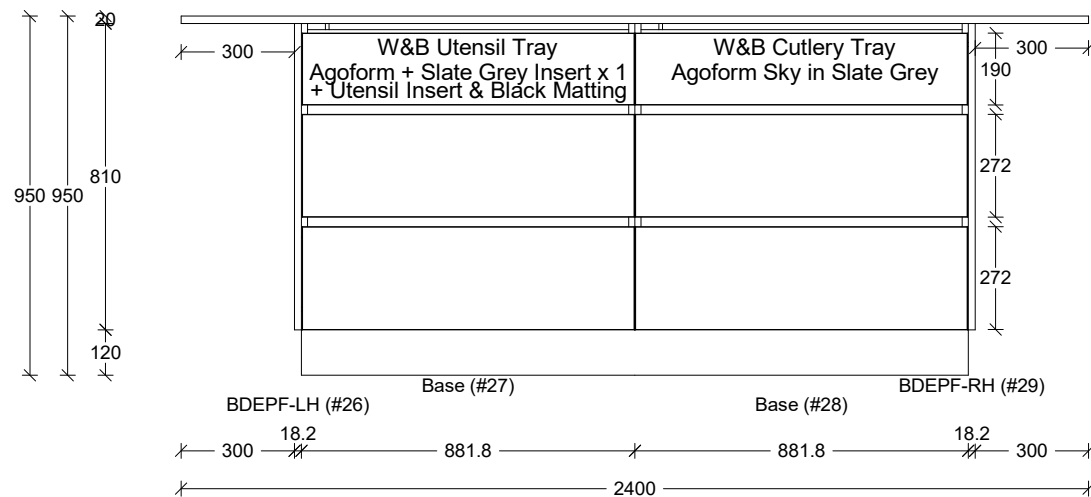 20
300
W&B Utensil Tray
Agoform + Slate Grey Insert x 1
+ Utensil Insert & Black Matting
W&B Cutlery Tray
Agoform Sky in Slate Grey
300
190
950
950
810
272
272
120
Base (#27)
BDEPF-RH (#29)
BDEPF-LH (#26)
Base (#28)
18.2
18.2
300
881.8
881.8
300
2400